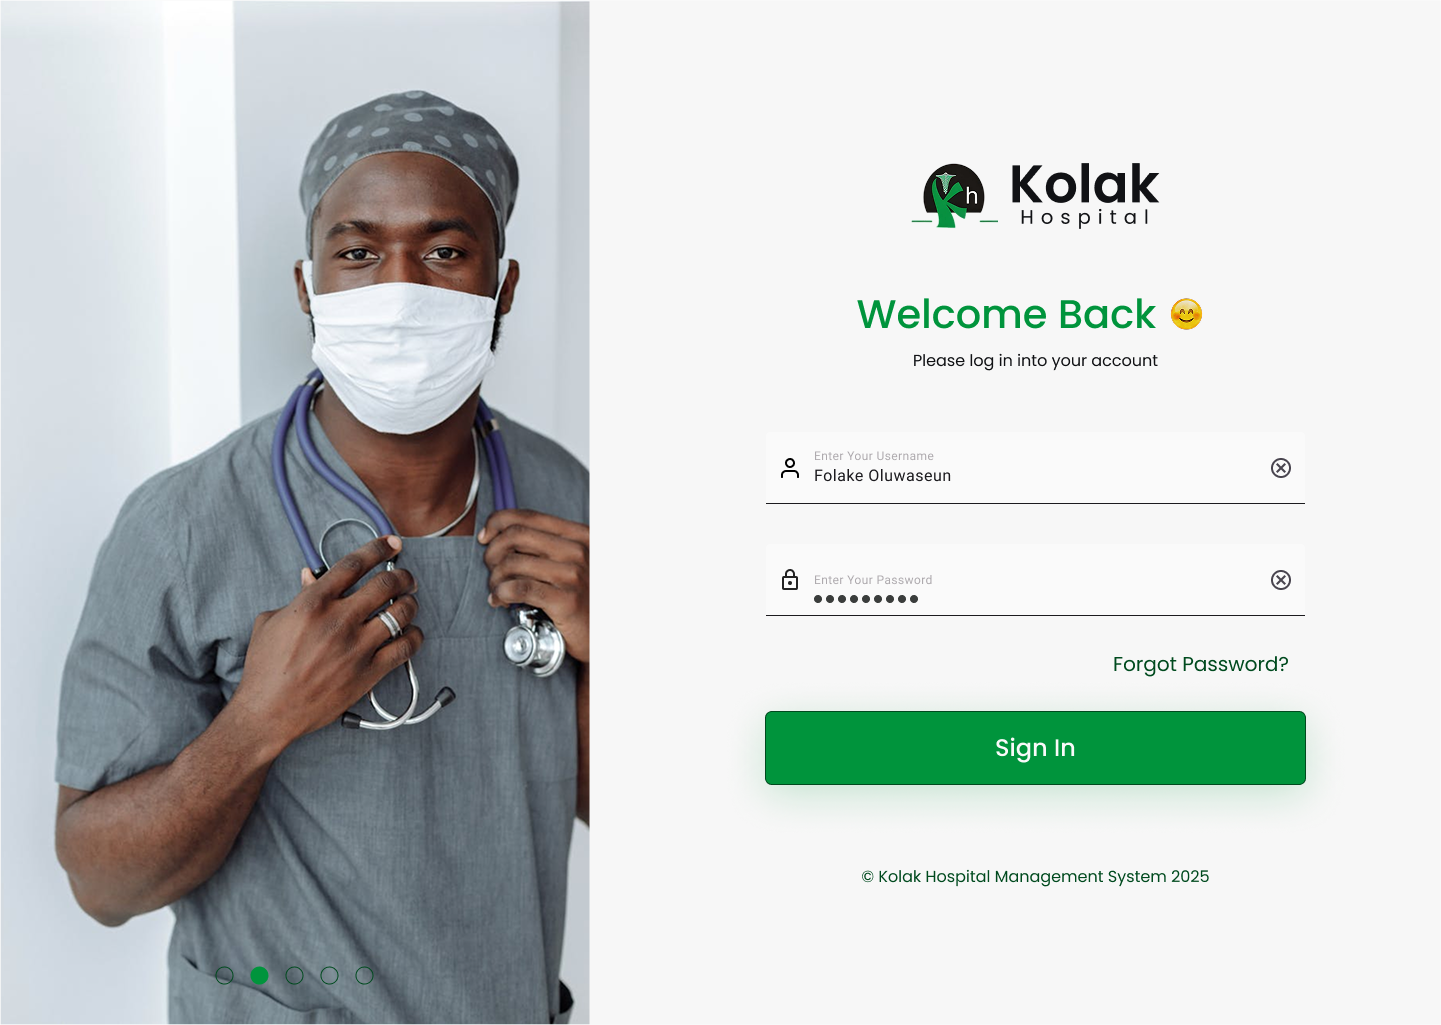 h
Kolak
Hospital
Welcome Back 😊
Please log in into your account
Enter Your Username
Folake Oluwaseun
Enter Your Password
•••••••••
Forgot Password?
Sign In
© Kolak Hospital Management System 2025